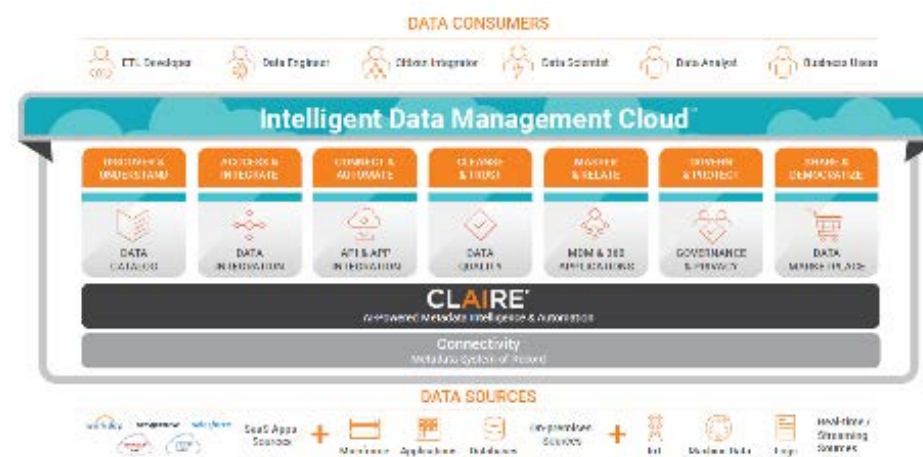 DATA CONSUMERS
ETL Developer Data Engineer Citizen Integrator Data Scientist Data Analyst Business Users
Intelligent Data Management Cloud™
DISCOVER & UNDERSTAND
ACCESS & INTEGRATE
CONNECT & AUTOMATE
CLEANSE & TRUST
MASTER & RELATE
GOVERN & PROTECT
SHARE & DEMOCRATIZE
DATA CATALOG
DATA INTEGRATION
API & APP INTEGRATION
DATA QUALITY
MDM & 360 APPLICATIONS
GOVERNANCE & PRIVACY
DATA MARKETPLACE
CLAIRE
AI-Powered Metadata Intelligence & Automation
Connectivity
Metadata System of Record
DATA SOURCES
workday salesforce
SaaS Apps Sources
+
Mainframe Applications Databases
On-premises Sources
+
IoT Machine Data Logs
Real-time / Streaming Sources